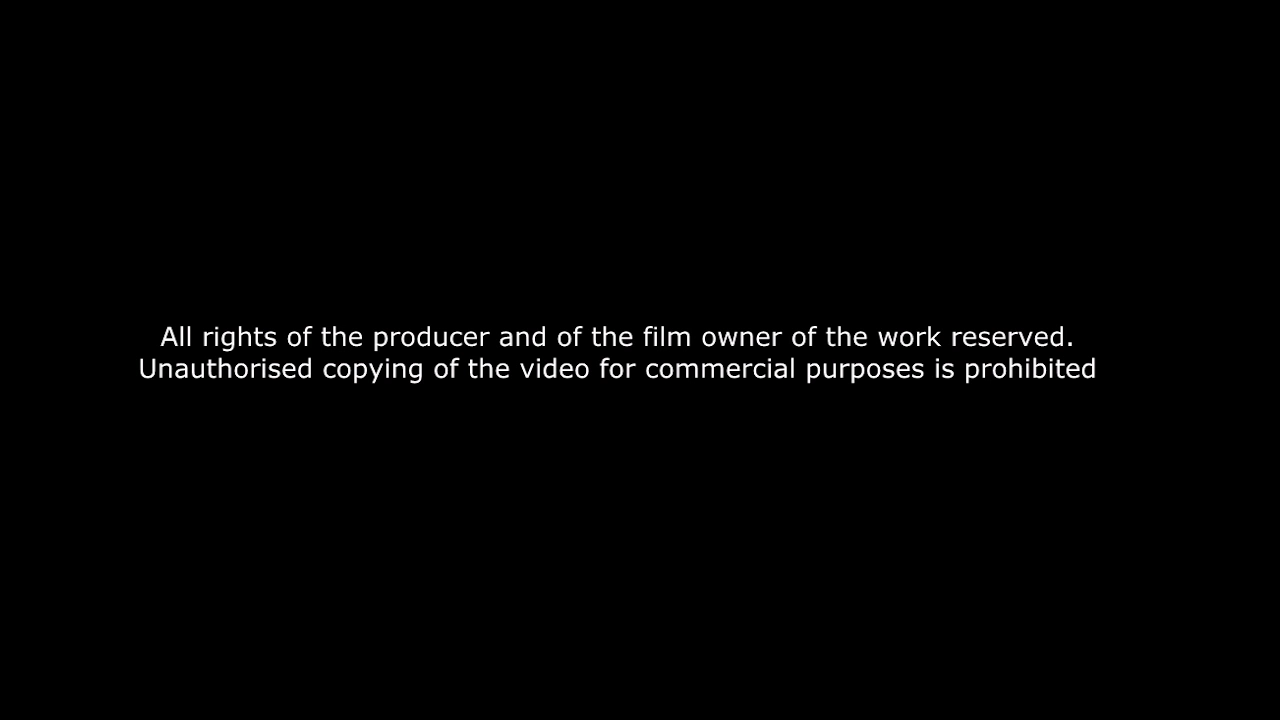 All rights of the producer and of the film owner of the work reserved.
Unauthorised copying of the video for commercial purposes is prohibited